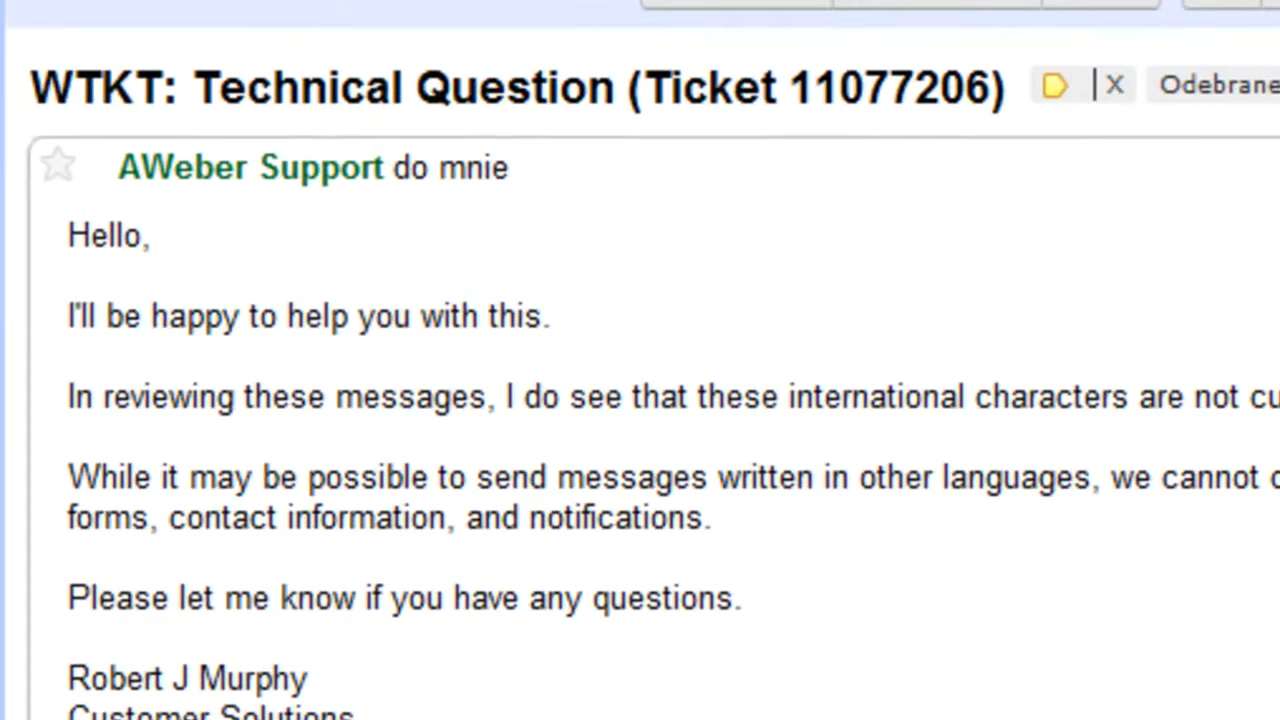 WTKT: Technical Question (Ticket 11077206) X Odebrane
AWeber Support do mnie
Hello,
I'll be happy to help you with this.
In reviewing these messages, I do see that these international characters are not cu
While it may be possible to send messages written in other languages, we cannot
forms, contact information, and notifications.
Please let me know if you have any questions.
Robert J Murphy
Customer Solutions